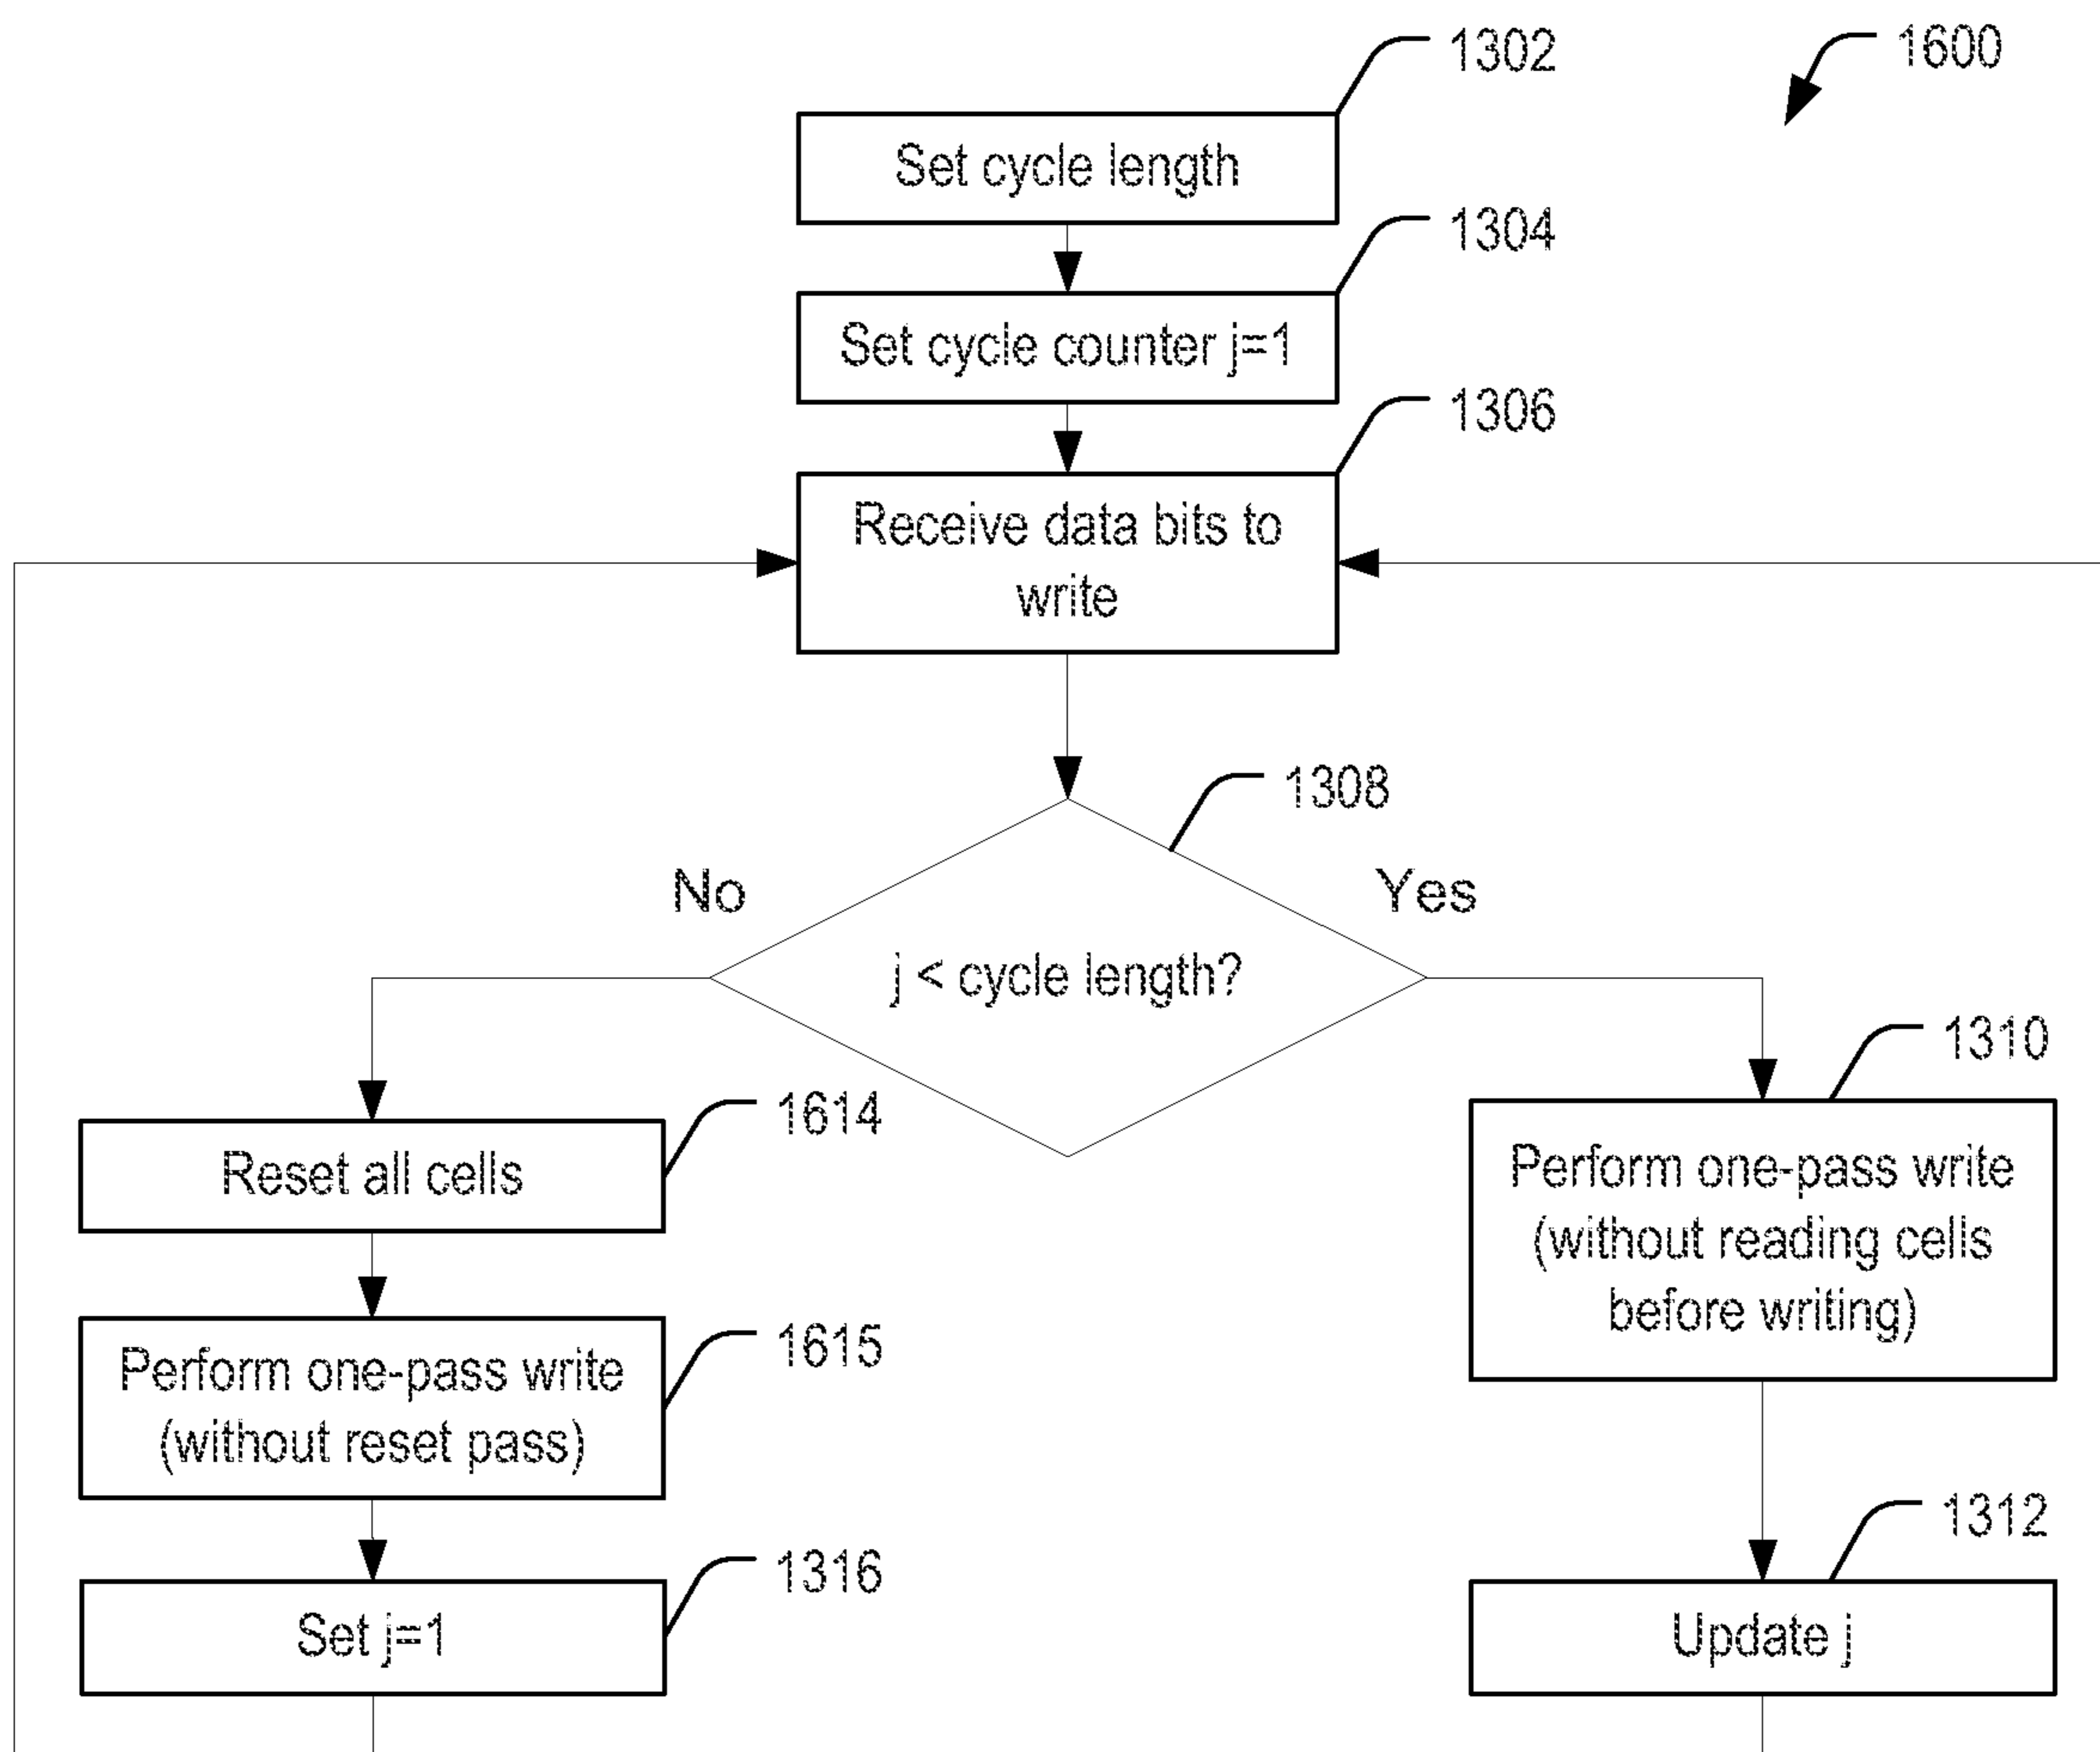 1302
1600
Set cycle length
1304
Set cycle counter j=1
1306
Receive data bits to
write
1308
No
Yes
j < cycle length?
1310
1614
Reset all cells
Perform one-pass write
(without reading cells
before writing)
1615
Perform one-pass write
(without reset pass)
1312
1316
Set j=1
Update j